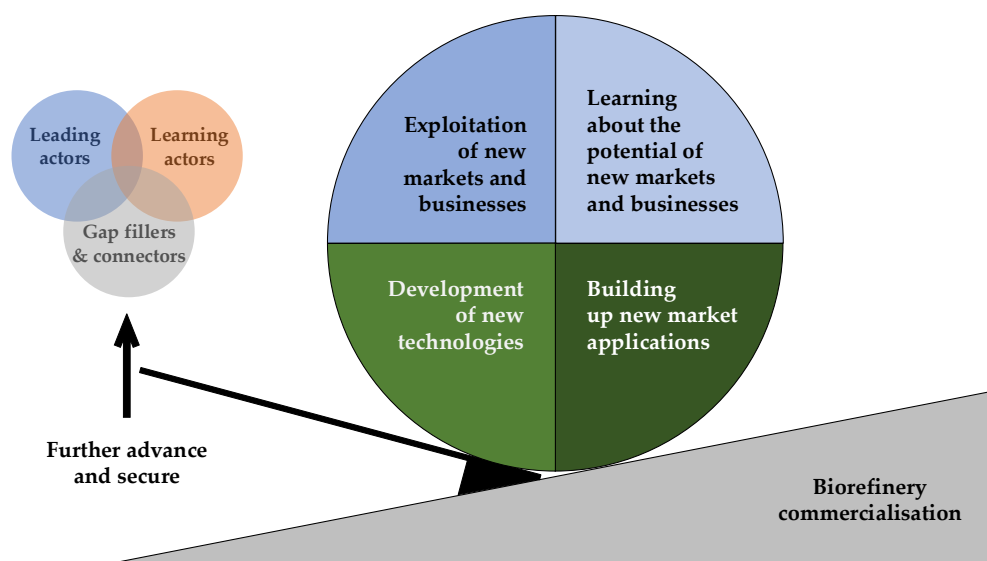 Leading
actors
Learning
actors
Gap fillers
& connectors
Further advance
and secure
Exploitation
of new
markets and
businesses
Learning
about the
potential of
new markets
and businesses
Development
of new
technologies
Building
up new market
applications
Biorefinery
commercialisation